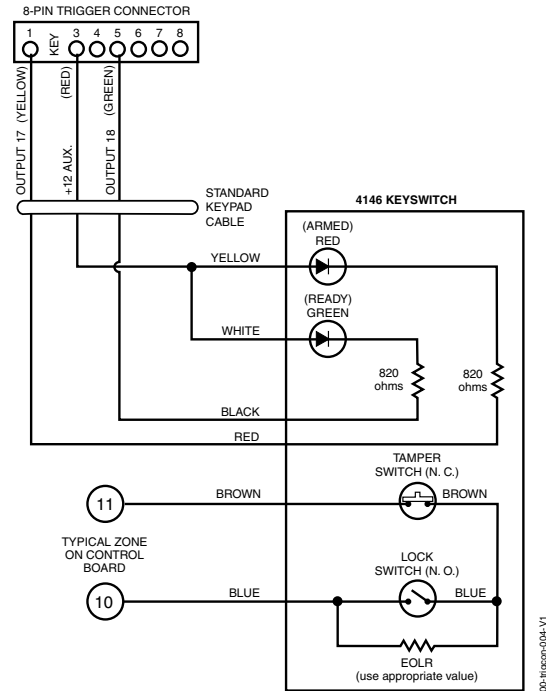 8-PIN TRIGGER CONNECTOR
1 KEY 3 4 5 6 7 8
OUTPUT 17 (YELLOW)
+12 AUX. (RED)
OUTPUT 18 (GREEN)
STANDARD
KEYPAD
CABLE
4146 KEYSWITCH
(ARMED)
RED
YELLOW
(READY)
GREEN
WHITE
820
ohms
820
ohms
BLACK
RED
TAMPER
SWITCH (N. C.)
11
BROWN
BROWN
TYPICAL ZONE
ON CONTROL
BOARD
LOCK
SWITCH (N. O.)
10
BLUE
BLUE
EOLR
(use appropriate value)
00-trigcon-004-V1